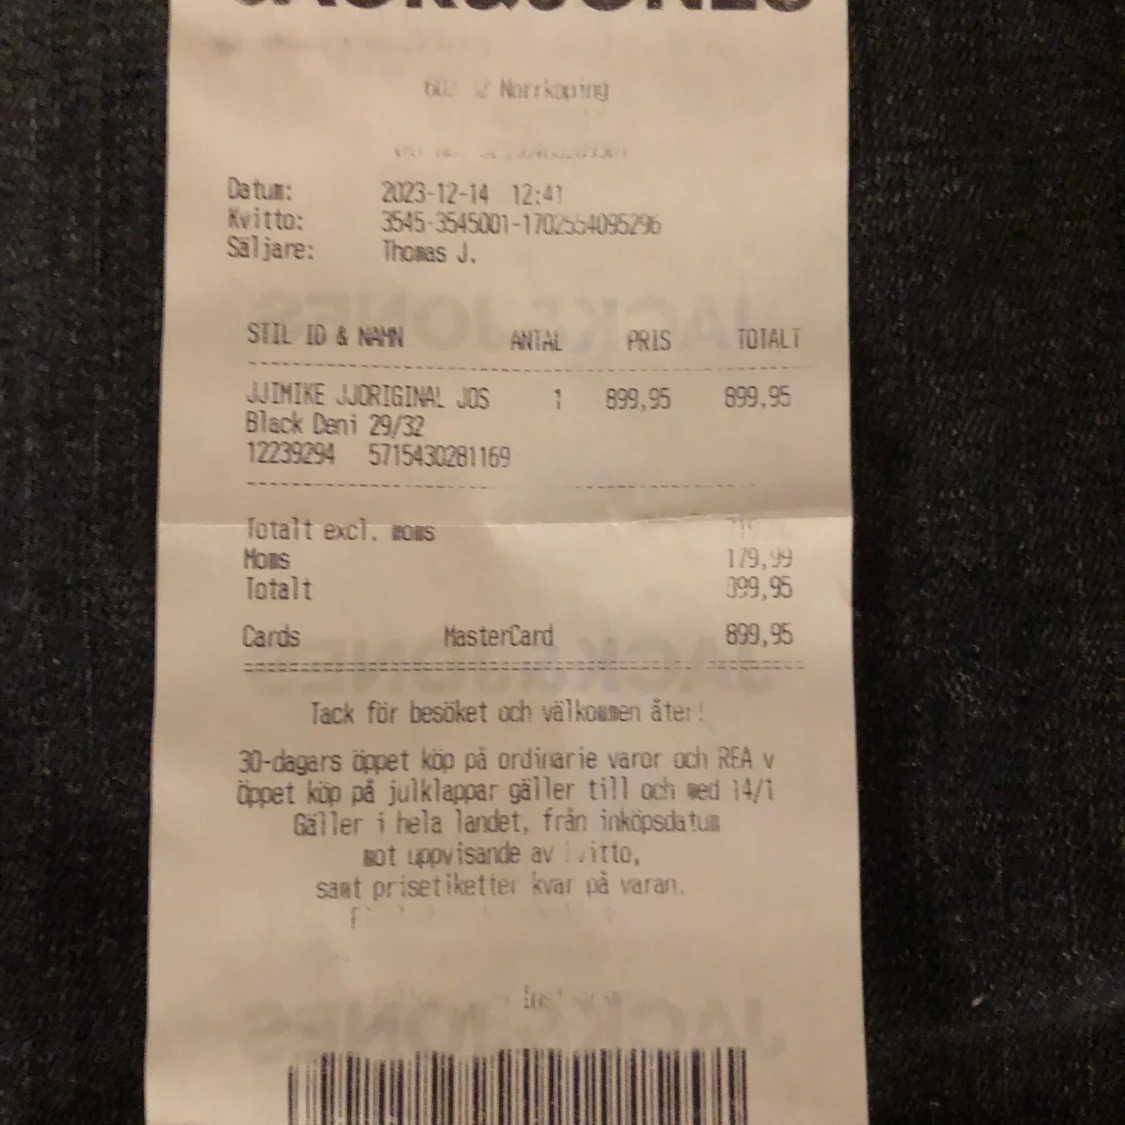 JACK&JONES
Norrköping
Datum: 2023-12-14 12:41
Kvitto: 3545-3545001-1702554095296
Säljare: Thomas J.
STIL ID & NAMN ANTAL PRIS TOTALT
JJIMIKE JJORIGINAL JOS 1 899,95 899,95
Black Deni 29/32
12239294 5715430281169
Totalt excl. moms
Moms 179,99
Totalt 899,95
Cards MasterCard 899,95
Tack för besöket och välkommen åter!
30-dagars öppet köp på ordinarie varor och REA v
Öppet köp på julklappar gäller till och med 14/1
Gäller i hela landet, från inköpsdatum
mot uppvisande av kvitto,
samt prisetiketter kvar på varan.